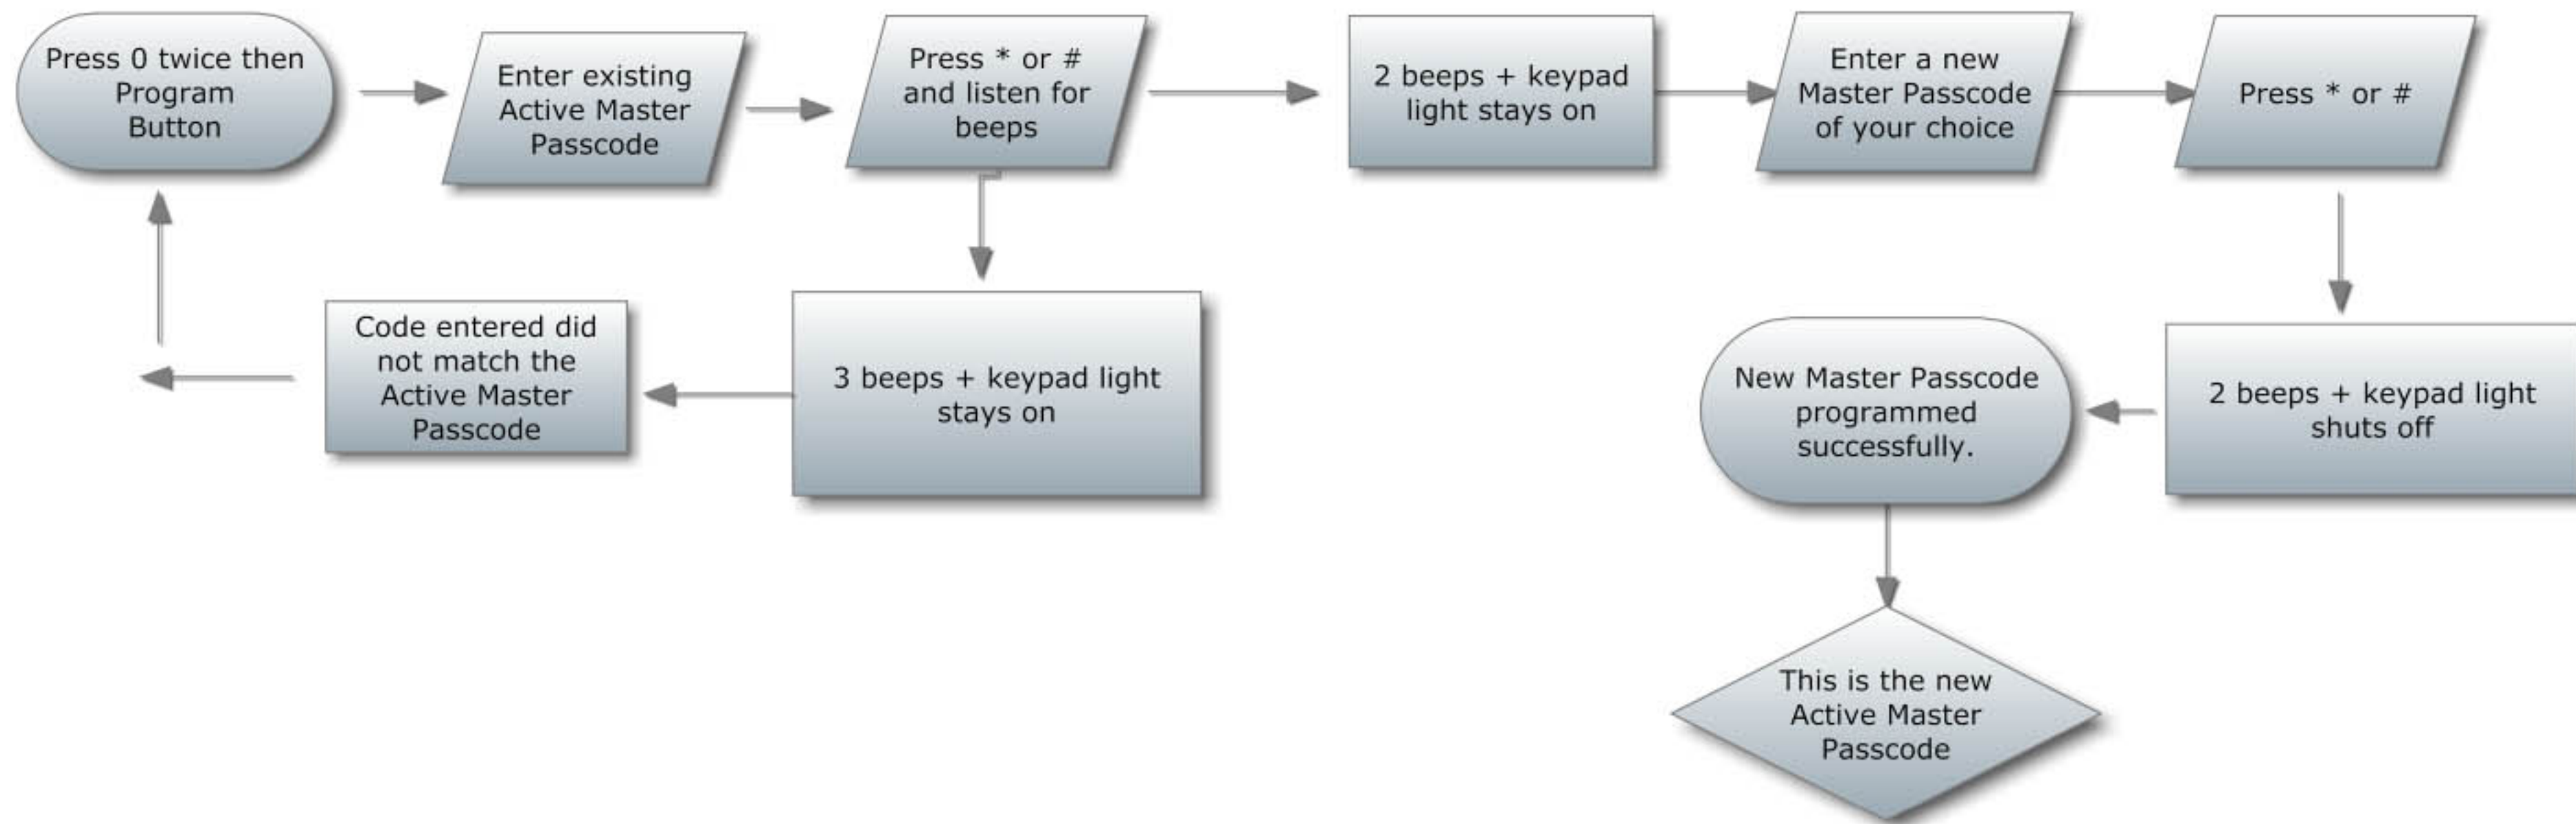 Press 0 twice then
Program
Button
Enter existing
Active Master
Passcode
Press * or #
and listen for
beeps
2 beeps + keypad
light stays on
Enter a new
Master Passcode
of your choice
Press * or #
Code entered did
not match the
Active Master
Passcode
3 beeps + keypad light
stays on
New Master Passcode
programmed
successfully.
2 beeps + keypad light
shuts off
This is the new
Active Master
Passcode